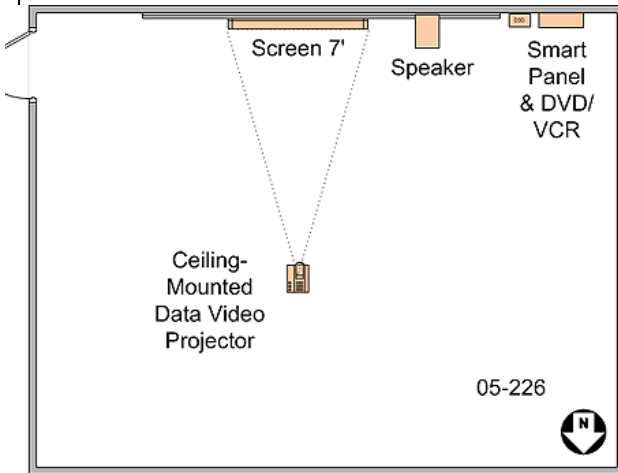 Screen 7'
Speaker
Smart
Panel
& DVD/
VCR
Ceiling-
Mounted
Data Video
Projector
05-226
N